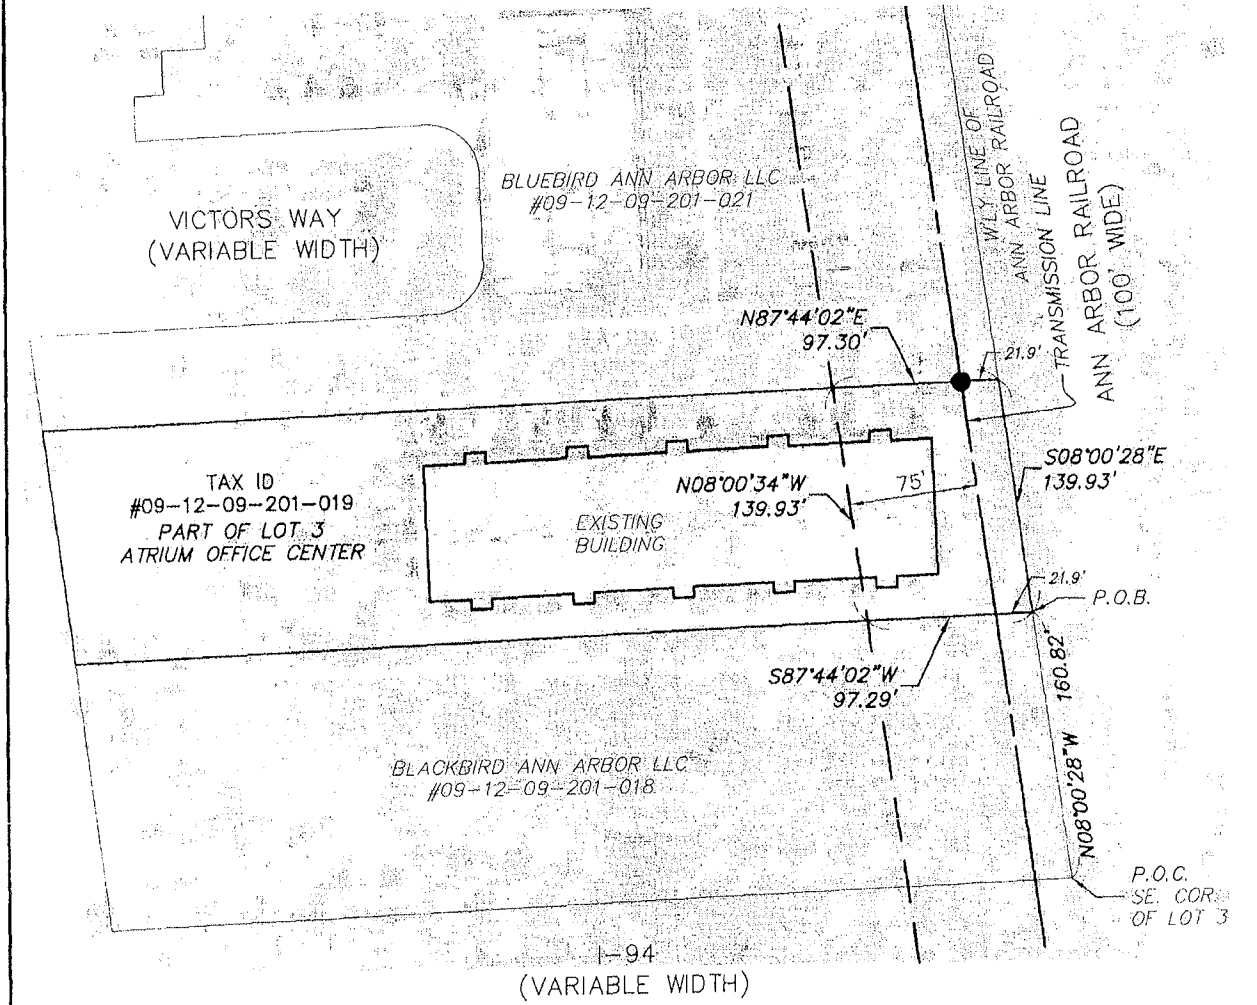 BLUEBIRD ANN ARBOR LLC
#09-12-09-201-021
VICTORS WAY
(VARIABLE WIDTH)
W'LY LINE OF
ANN ARBOR RAILROAD
TRANSMISSION LINE
ANN ARBOR RAILROAD
(100' WIDE)
N87°44'02"E
97.30'
21.9'
TAX ID
#09-12-09-201-019
PART OF LOT 3
ATRIUM OFFICE CENTER
EXISTING
BUILDING
N08°00'34"W
139.93'
75'
S08°00'28"E
139.93'
21.9'
P.O.B.
S87°44'02"W
97.29'
N08°00'28"W 160.82'
BLACKBIRD ANN ARBOR LLC
#09-12-09-201-018
P.O.C.
SE. COR.
OF LOT 3
I-94
(VARIABLE WIDTH)